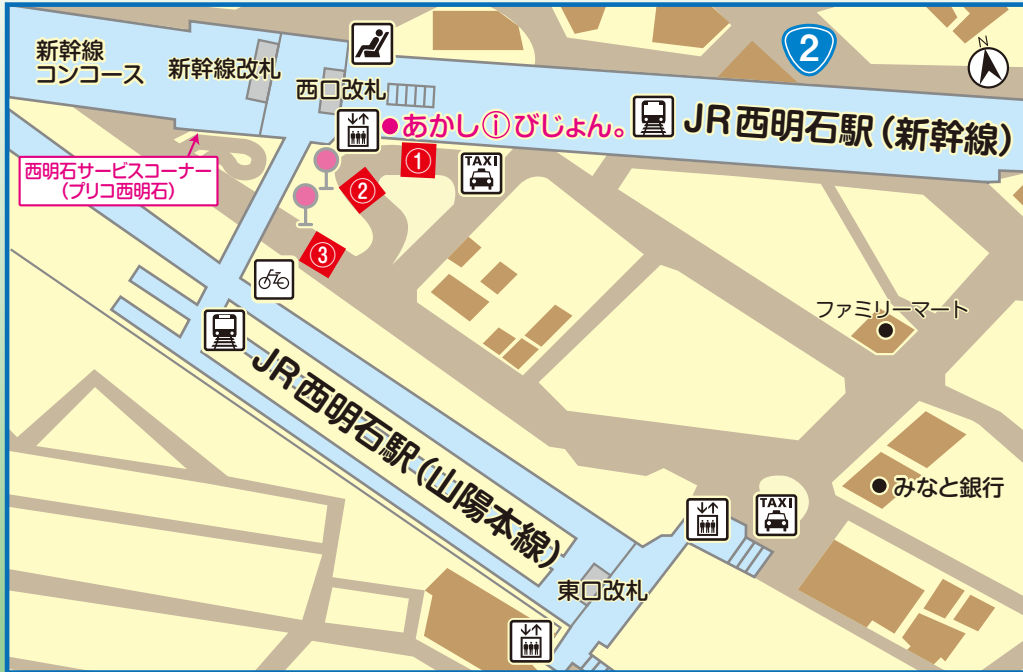 新幹線
コンコース
新幹線改札
西口改札
2
N
あかしⓘびじょん。
JR西明石駅(新幹線)
西明石サービスコーナー
(プリコ西明石)
①
②
③
TAXI
ファミリーマート
JR西明石駅(山陽本線)
みなと銀行
TAXI
東口改札